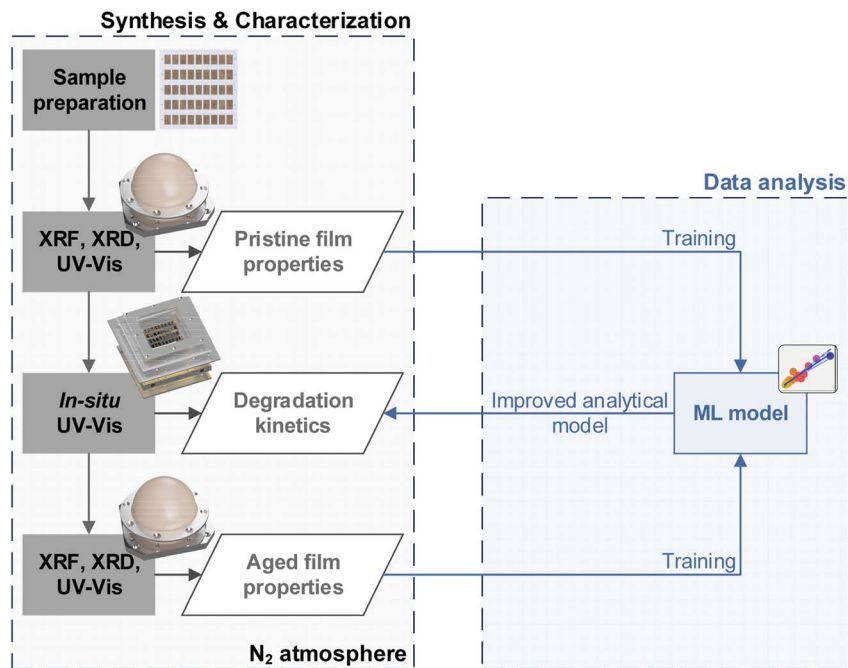 Synthesis & Characterization
Sample
preparation
Data analysis
XRF, XRD,
UV-Vis
Pristine film
properties
Training
In-situ
UV-Vis
Degradation
kinetics
Improved analytical
model
ML model
XRF, XRD,
UV-Vis
Aged film
properties
Training
N₂ atmosphere